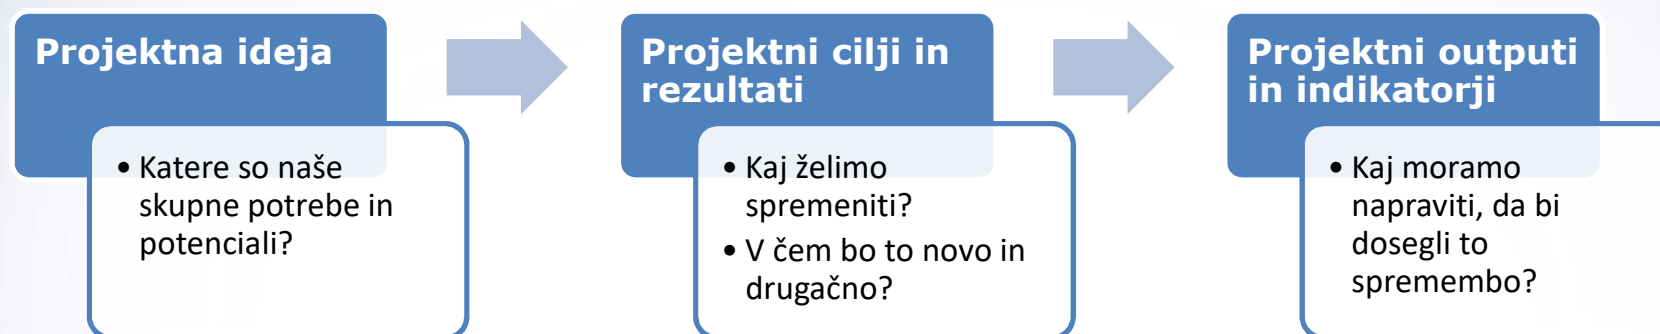 Projektna ideja
• Katere so naše
skupne potrebe in
potenciali?
Projektni cilji in
rezultati
• Kaj želimo
spremeniti?
• V čem bo to novo in
drugačno?
Projektni outputi
in indikatorji
• Kaj moramo
napraviti, da bi
dosegli to
spremembo?